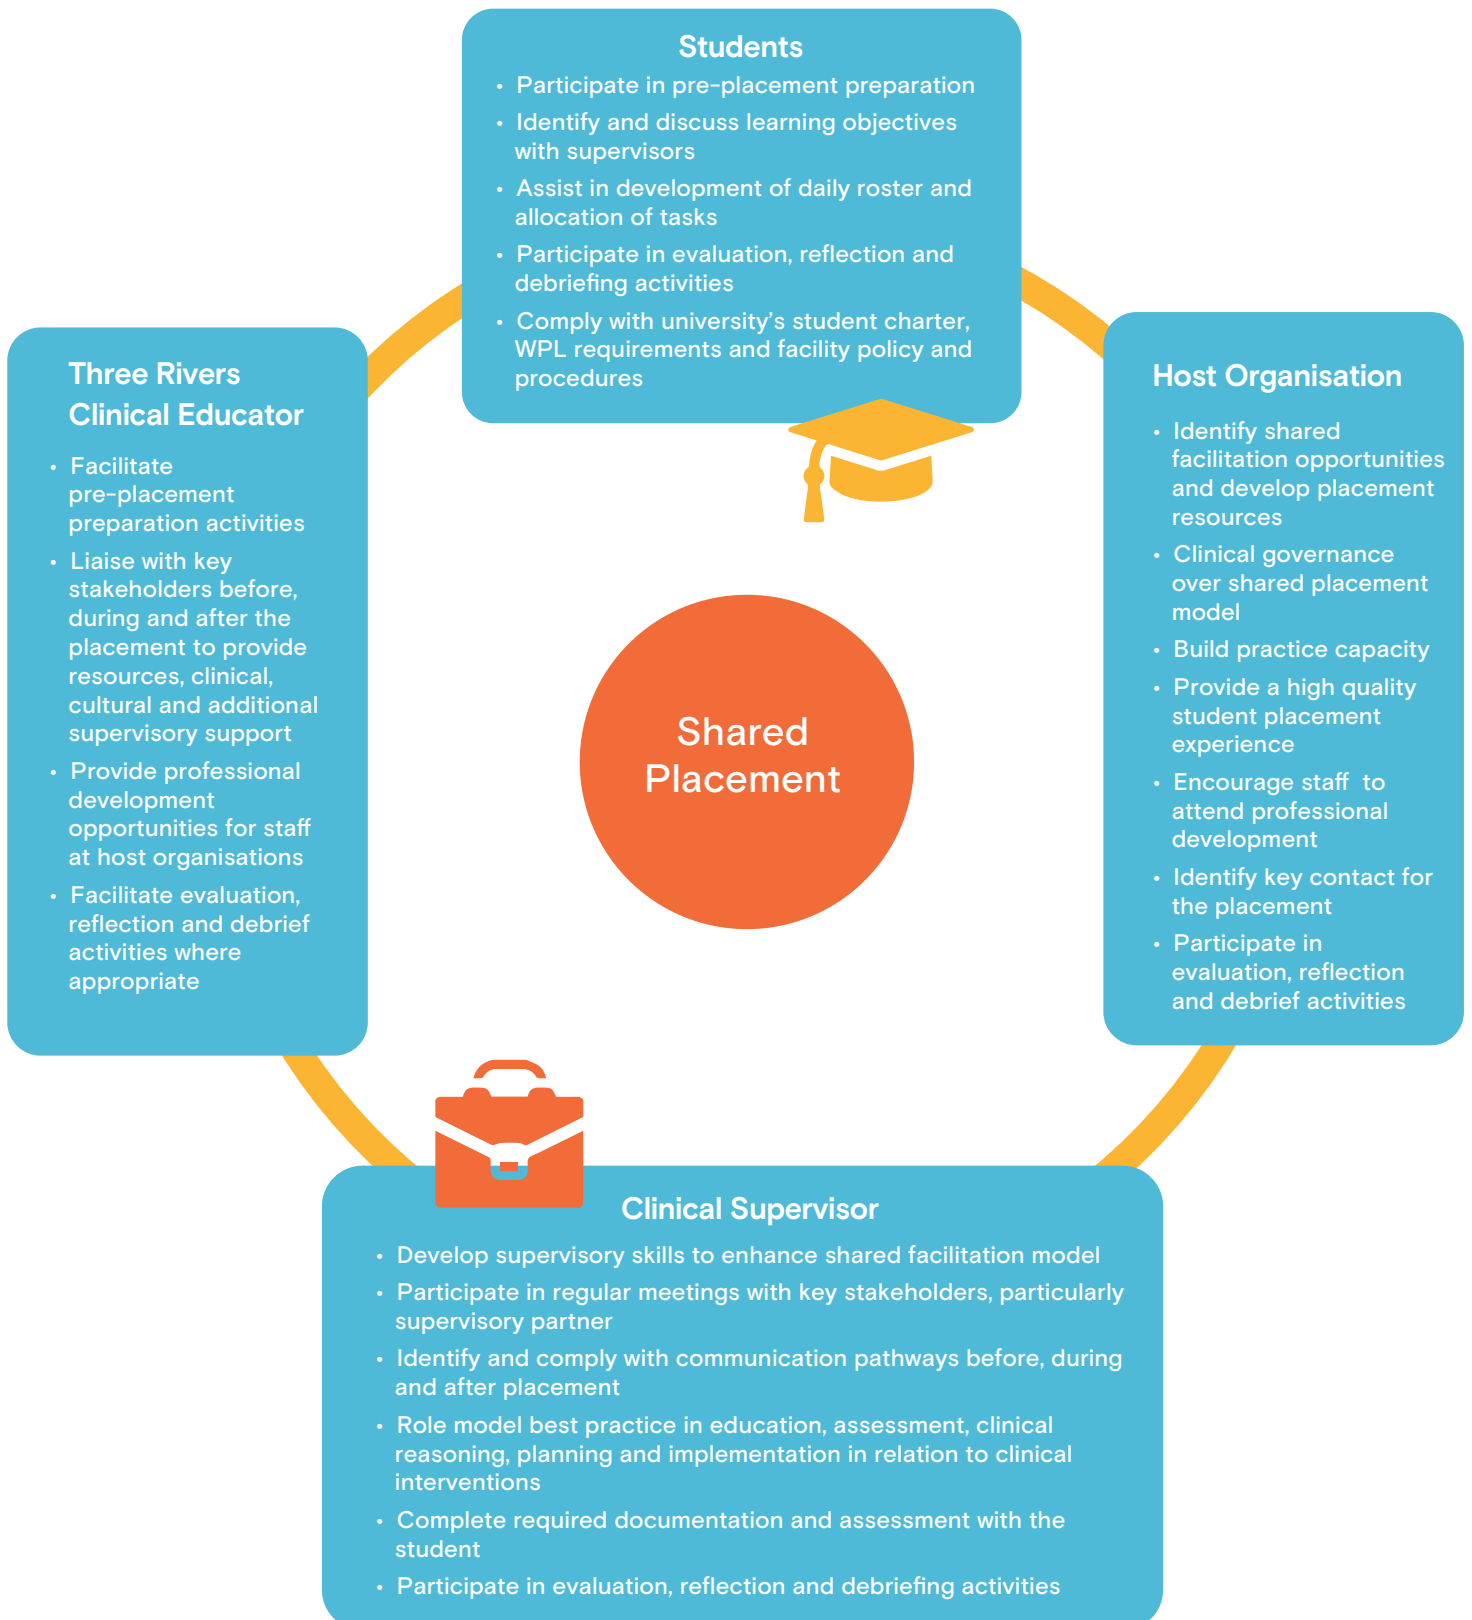 Students
• Participate in pre-placement preparation
• Identify and discuss learning objectives
with supervisors
• Assist in development of daily roster and
allocation of tasks
• Participate in evaluation, reflection and
debriefing activities
• Comply with university's student charter,
WPL requirements and facility policy and
procedures
Three Rivers
Clinical Educator
• Facilitate
pre-placement
preparation activities
• Liaise with key
stakeholders before,
during and after the
placement to provide
resources, clinical,
cultural and additional
supervisory support
• Provide professional
development
opportunities for staff
at host organisations
• Facilitate evaluation,
reflection and debrief
activities where
appropriate
Shared
Placement
Host Organisation
• Identify shared
facilitation opportunities
and develop placement
resources
• Clinical governance
over shared placement
model
• Build practice capacity
• Provide a high quality
student placement
experience
• Encourage staff  to
attend professional
development
• Identify key contact for
the placement
• Participate in
evaluation, reflection
and debrief activities
Clinical Supervisor
• Develop supervisory skills to enhance shared facilitation model
• Participate in regular meetings with key stakeholders, particularly
supervisory partner
• Identify and comply with communication pathways before, during
and after placement
• Role model best practice in education, assessment, clinical
reasoning, planning and implementation in relation to clinical
interventions
• Complete required documentation and assessment with the
student
• Participate in evaluation, reflection and debriefing activities